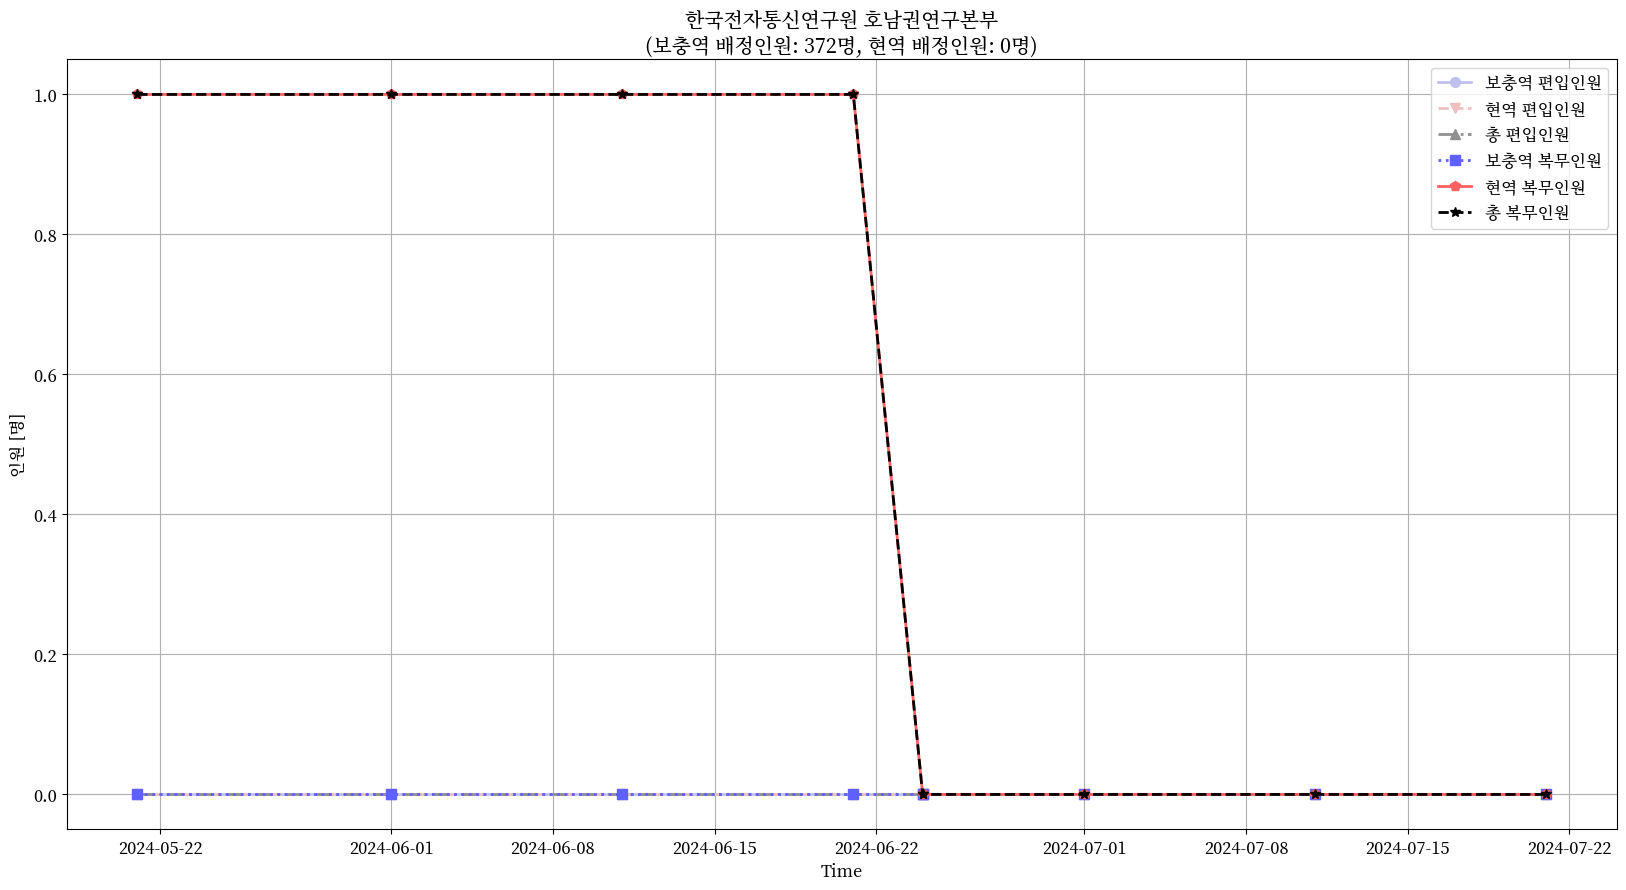 한국전자통신연구원 호남권연구본부
(보충역 배정인원: 372명, 현역 배정인원: 0명)
보충역 편입인원
현역 편입인원
총 편입인원
보충역 복무인원
현역 복무인원
총 복무인원
인원 [명]
1.0
0.8
0.6
0.4
0.2
0.0
2024-05-22
2024-06-01
2024-06-08
2024-06-15
2024-06-22
2024-07-01
2024-07-08
2024-07-15
2024-07-22
Time